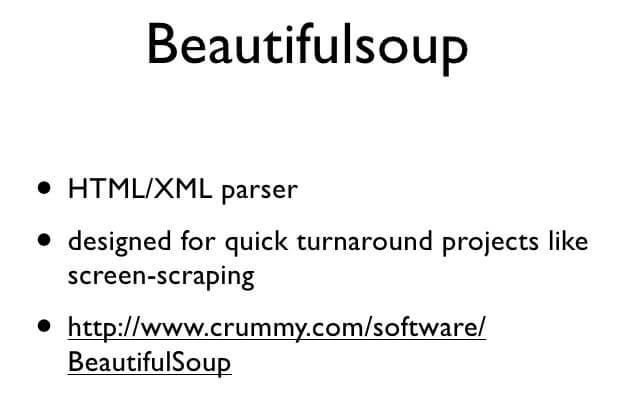 Beautifulsoup
• HTML/XML parser
• designed for quick turnaround projects like
screen-scraping
• http://www.crummy.com/software/
BeautifulSoup